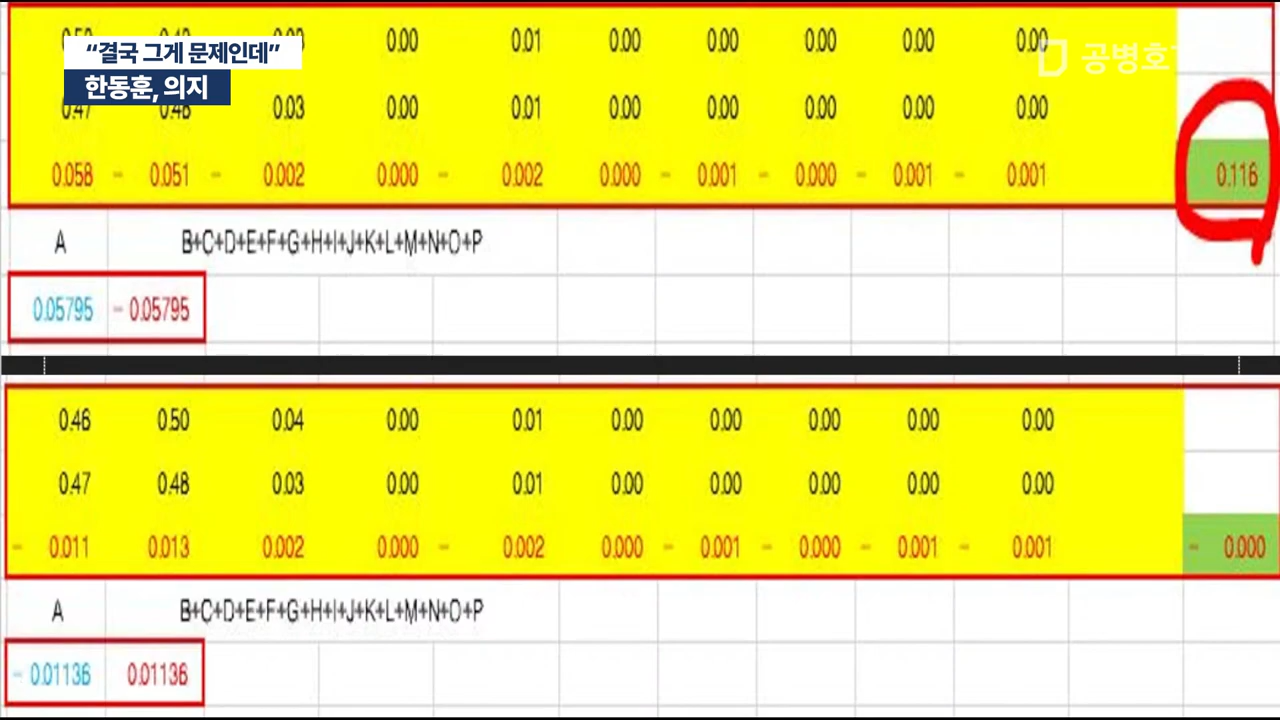 “결국 그게 문제인데”
한동훈, 의지
공병호
0.00 0.01 0.00 0.00 0.00 0.00 0.00
0.47 0.48 0.03 0.00 0.01 0.00 0.00 0.00 0.00 0.00
0.058 - 0.051 - 0.002 0.000 - 0.002 0.000 - 0.001 - 0.000 - 0.001 - 0.001 0.116
A B+C+D+E+F+G+H+I+J+K+L+M+N+O+P
0.05795 - 0.05795
0.46 0.50 0.04 0.00 0.01 0.00 0.00 0.00 0.00 0.00
0.47 0.48 0.03 0.00 0.01 0.00 0.00 0.00 0.00 0.00
- 0.011 0.013 0.002 0.000 - 0.002 0.000 - 0.001 - 0.000 - 0.001 - 0.001 - 0.000
A B+C+D+E+F+G+H+I+J+K+L+M+N+O+P
- 0.01136 0.01136